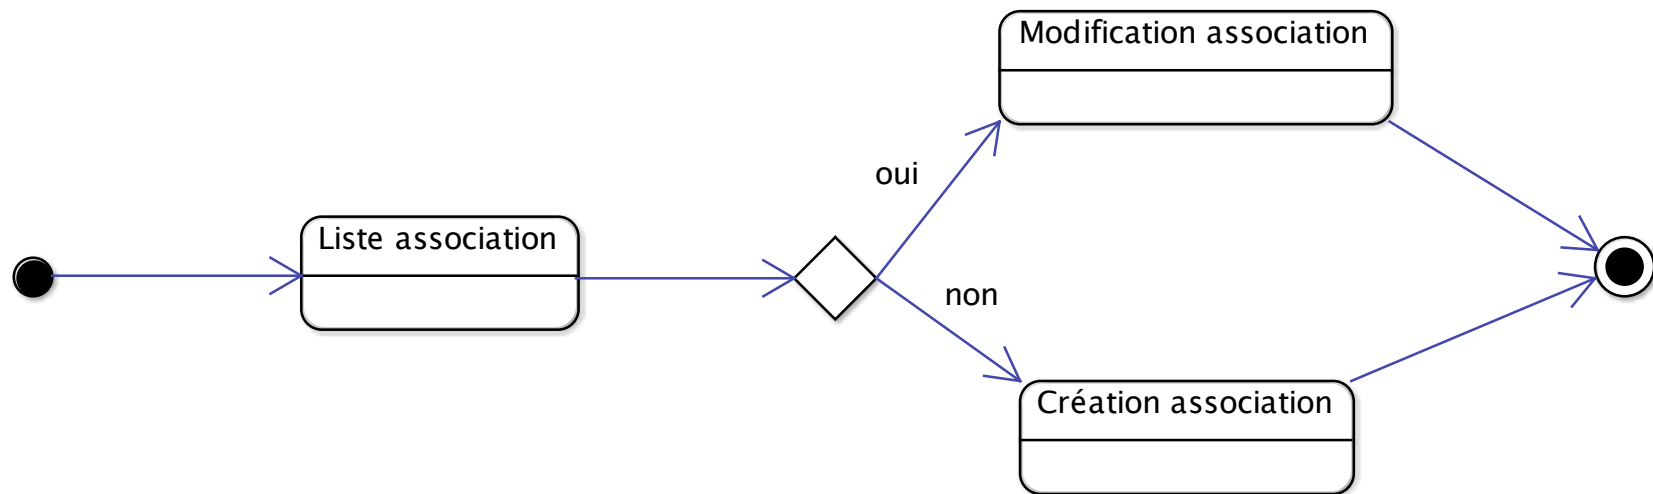 Modification association
oui
Liste association
non
Création association